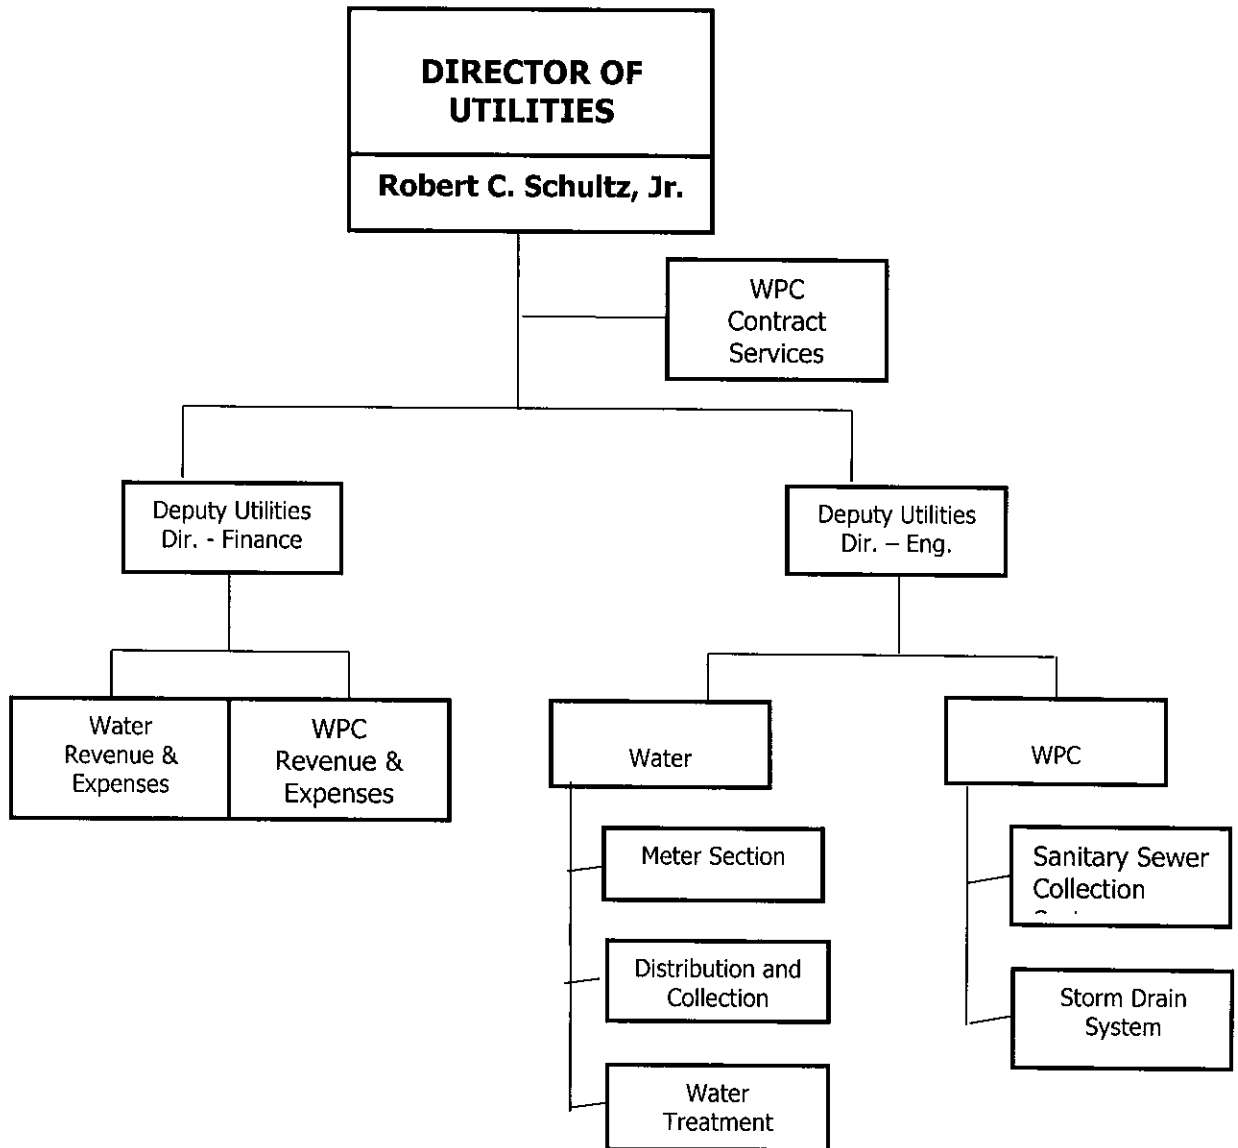 DIRECTOR OF
UTILITIES
Robert C. Schultz, Jr.
WPC
Contract
Services
Deputy Utilities
Dir. - Finance
Deputy Utilities
Dir. – Eng.
Water
Revenue &
Expenses
WPC
Revenue &
Expenses
Water
WPC
Meter Section
Distribution and
Collection
Water
Treatment
Sanitary Sewer
Collection
Storm Drain
System